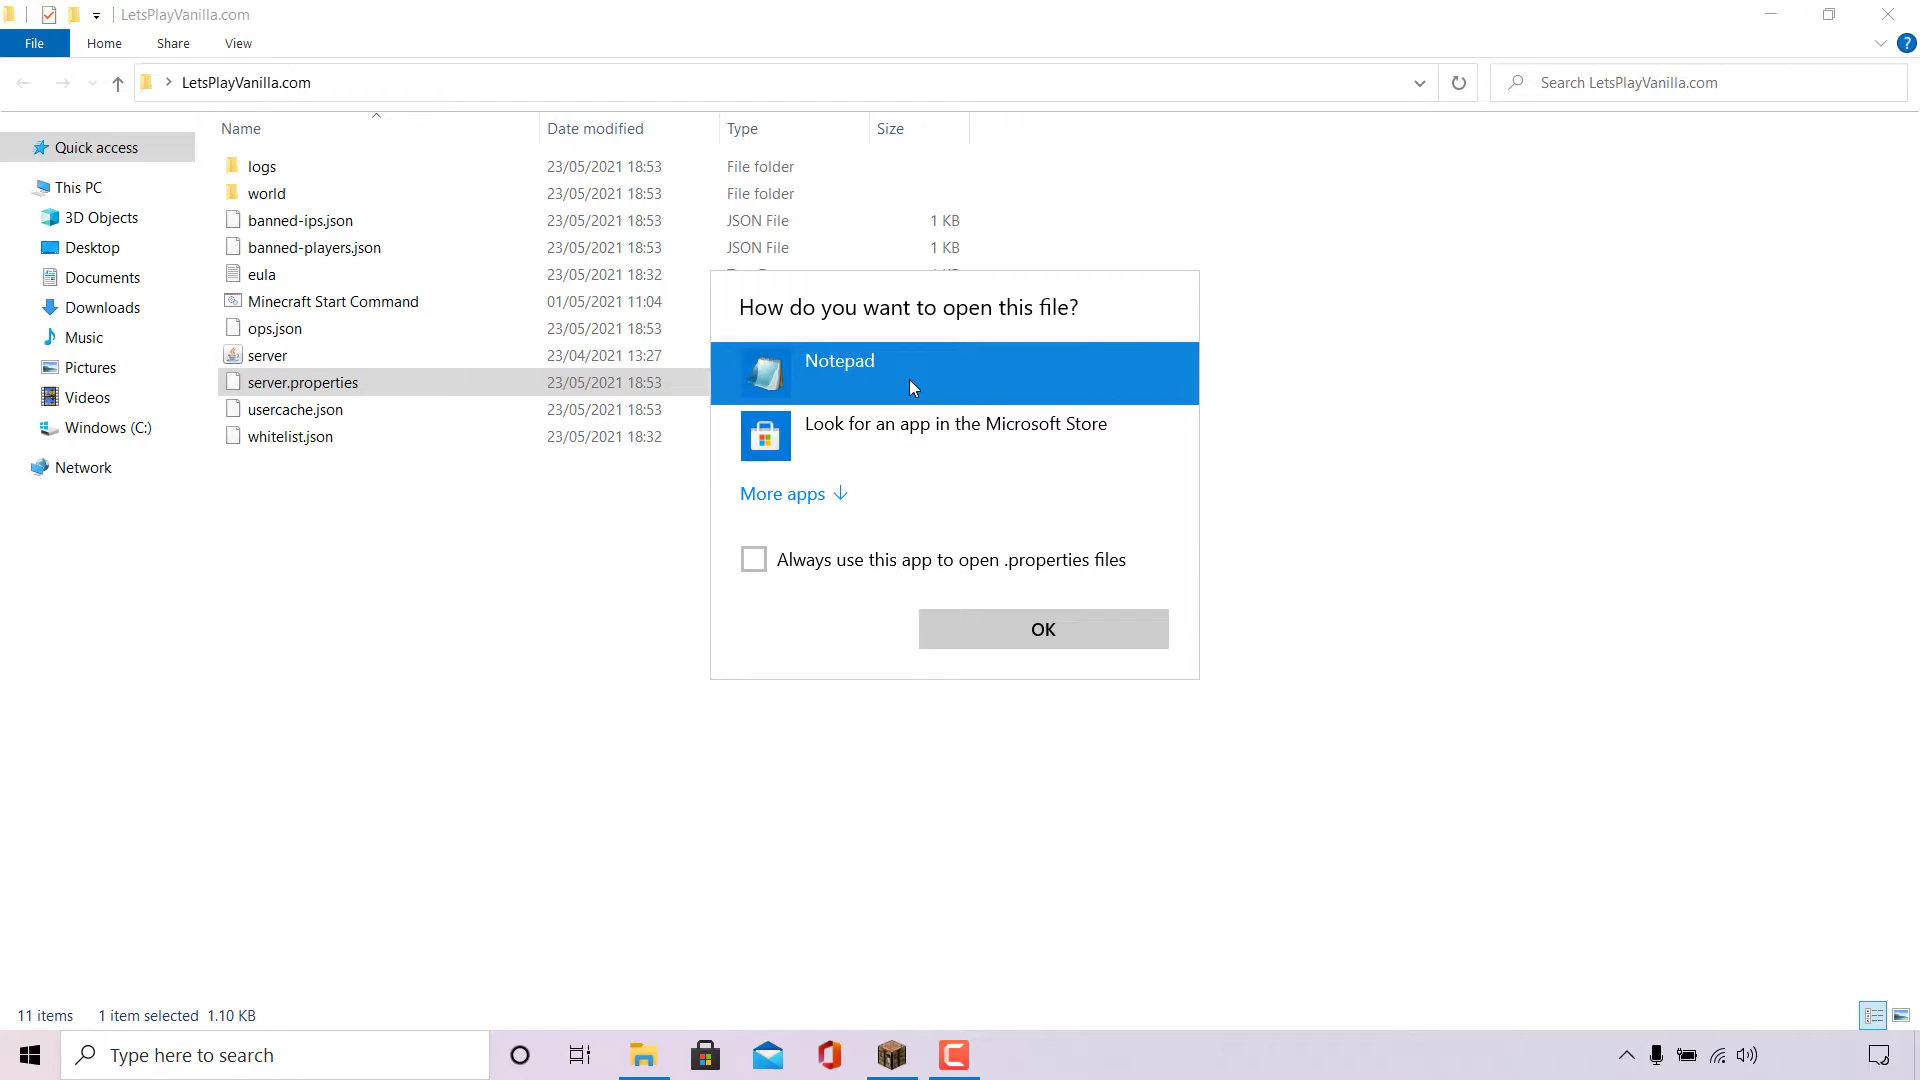 LetsPlayVanilla.com
File Home Share View
LetsPlayVanilla.com
Search LetsPlayVanilla.com
Name Date modified Type Size
Quick access
This PC
3D Objects
Desktop
Documents
Downloads
Music
Pictures
Videos
Windows (C:)
Network
logs 23/05/2021 18:53 File folder
world 23/05/2021 18:53 File folder
banned-ips.json 23/05/2021 18:53 JSON File 1 KB
banned-players.json 23/05/2021 18:53 JSON File 1 KB
eula 23/05/2021 18:32
Minecraft Start Command 01/05/2021 11:04
ops.json 23/05/2021 18:53
server 23/04/2021 13:27
server.properties 23/05/2021 18:53
usercache.json 23/05/2021 18:53
whitelist.json 23/05/2021 18:32
How do you want to open this file?
Notepad
Look for an app in the Microsoft Store
More apps
Always use this app to open .properties files
OK
11 items 1 item selected 1.10 KB
Type here to search